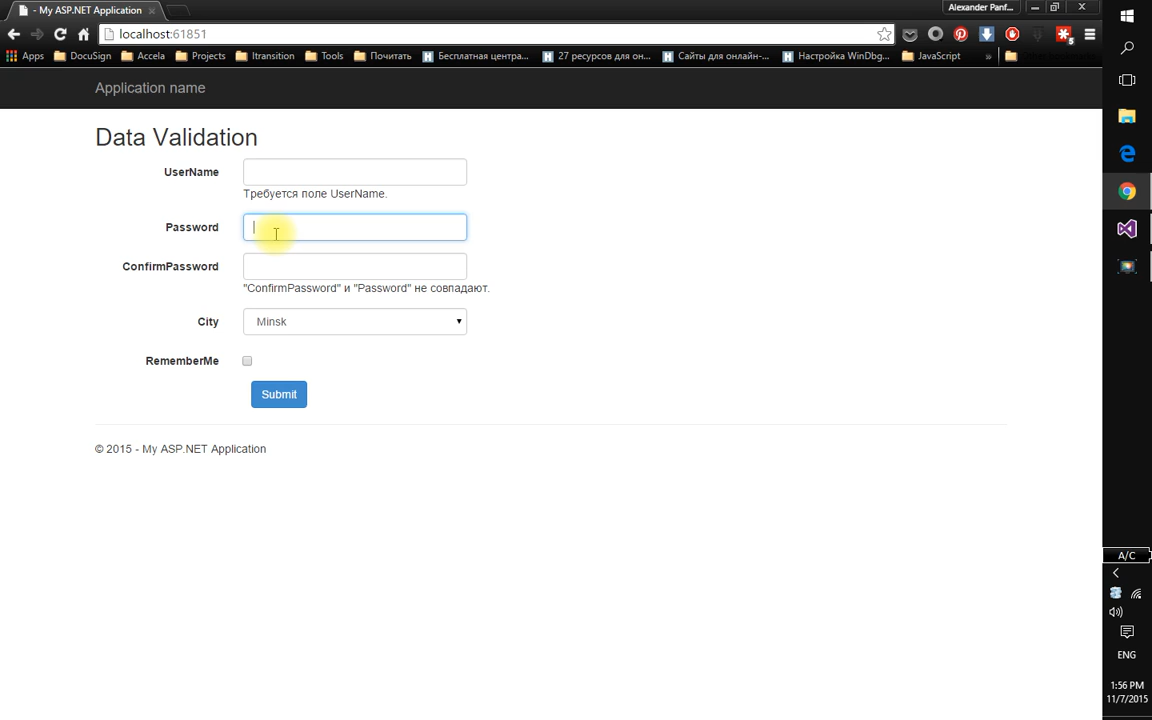 - My ASP.NET Application
Alexander Panf...
localhost:61851
Apps DocuSign Accela Projects Itransition Tools Почитать Бесплатная центра... 27 ресурсов для он... Сайты для онлайн-... Настройка WinDbg... JavaScript »
5
Application name
Data Validation
UserName
Требуется поле UserName.
Password
ConfirmPassword
"ConfirmPassword" и "Password" не совпадают.
City Minsk
RememberMe
Submit
© 2015 - My ASP.NET Application
A/C
ENG
1:56 PM
11/7/2015